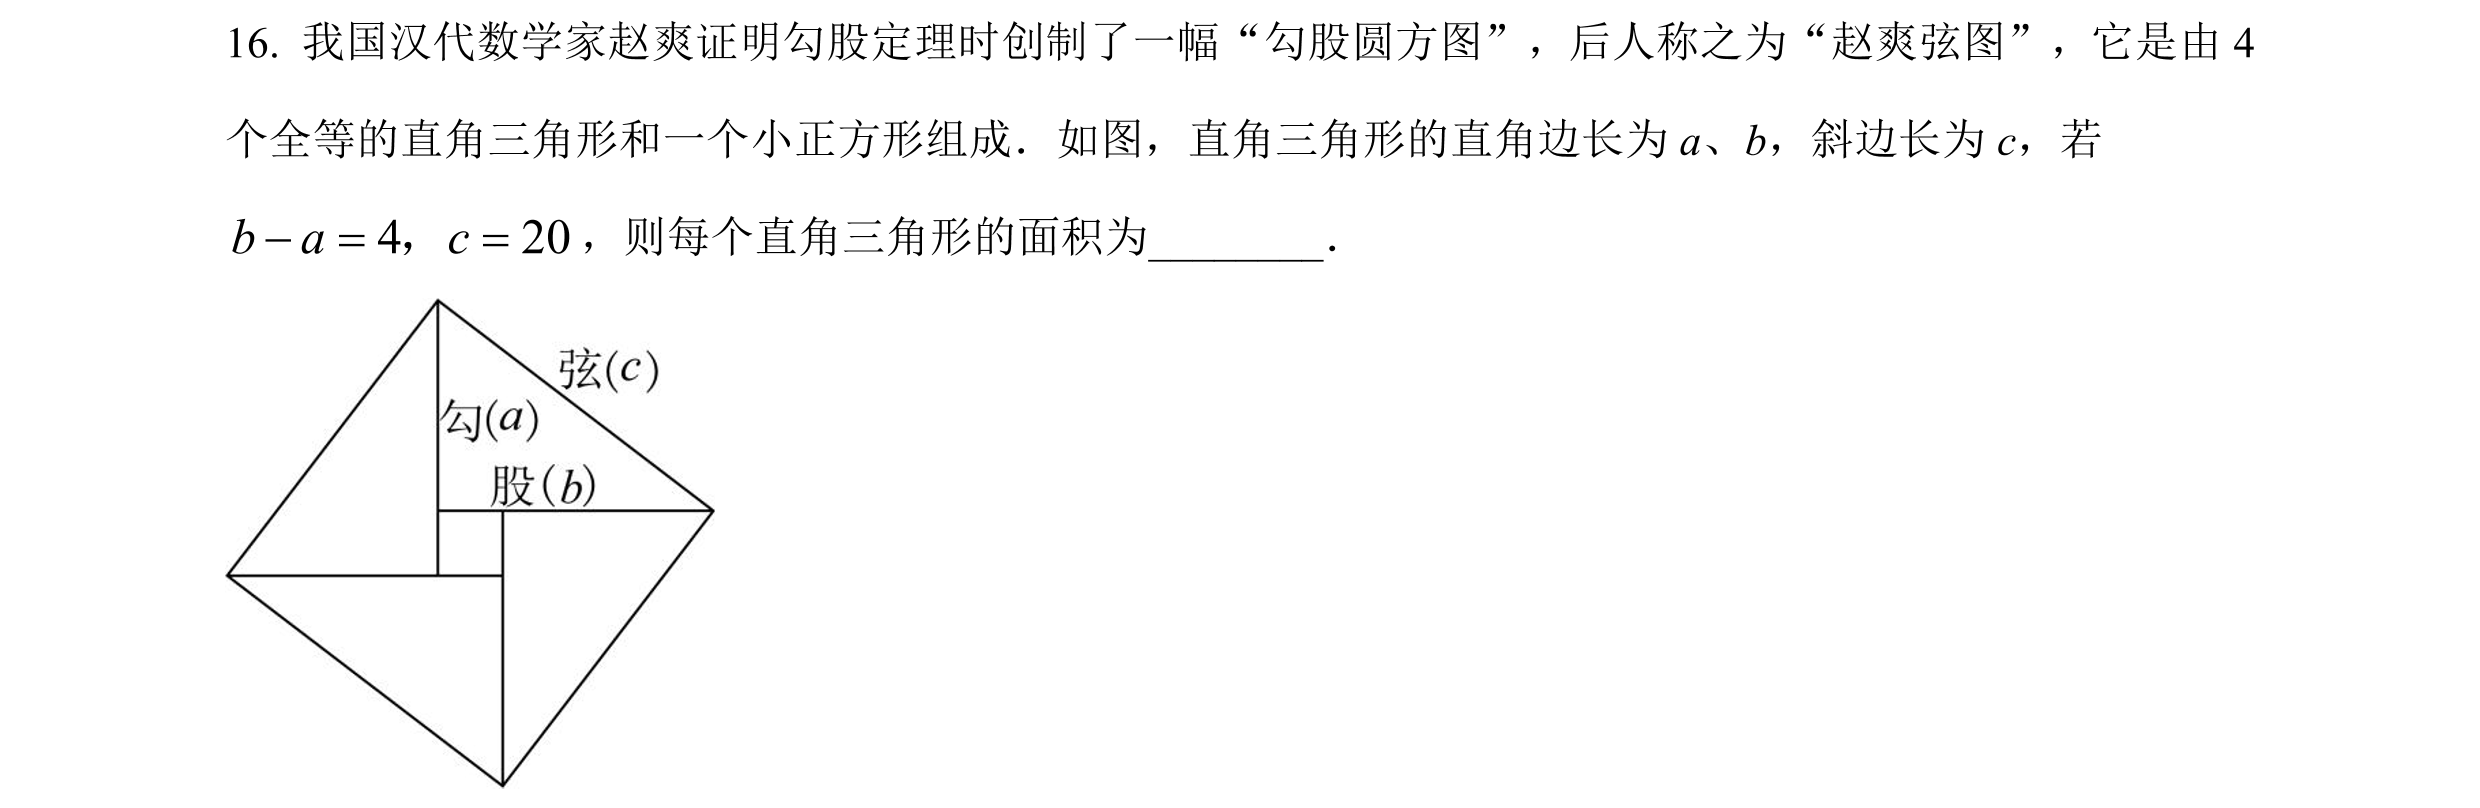 16. 我国汉代数学家赵爽证明勾股定理时创制了一幅“勾股圆方图”，后人称之为“赵爽弦图”，它是由 4
个全等的直角三角形和一个小正方形组成．如图，直角三角形的直角边长为 a、b，斜边长为 c，若
b－a＝4，c＝20，则每个直角三角形的面积为________．
弦(c)
勾(a)
股(b)